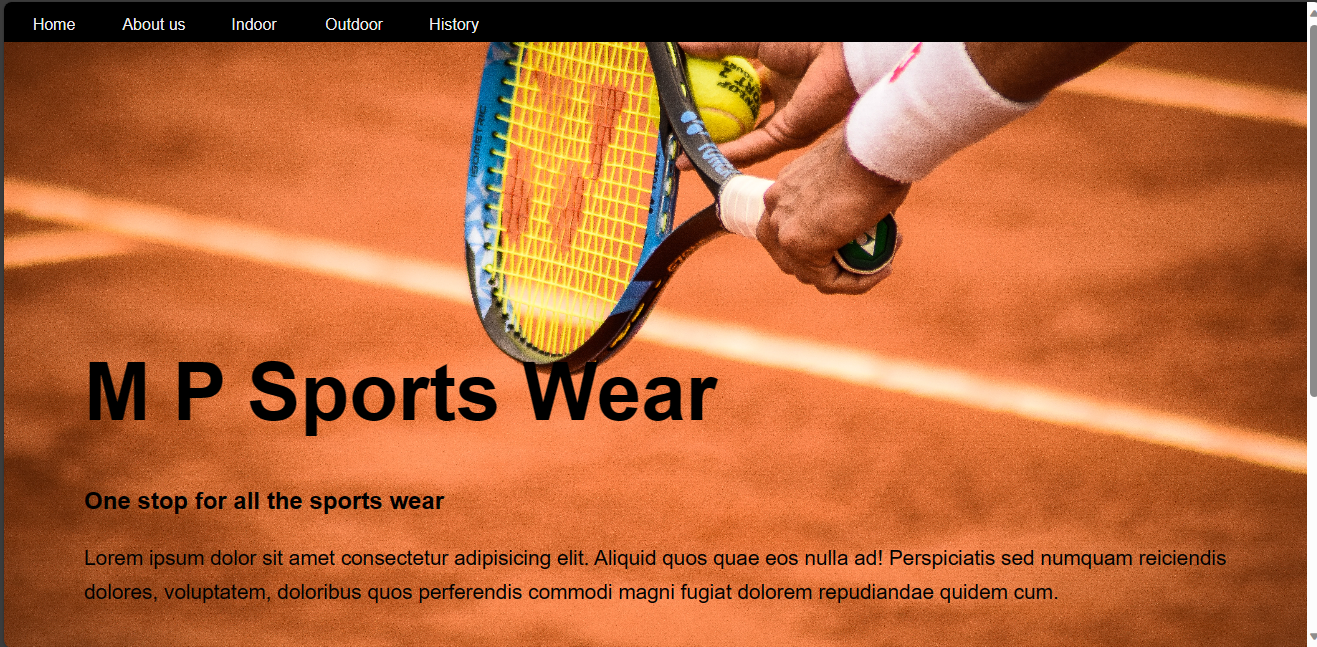 Home About us Indoor Outdoor History
M P Sports Wear
One stop for all the sports wear
Lorem ipsum dolor sit amet consectetur adipisicing elit. Aliquid quos quae eos nulla ad! Perspiciatis sed numquam reiciendis
dolores, voluptatem, doloribus quos perferendis commodi magni fugiat dolorem repudiandae quidem cum.